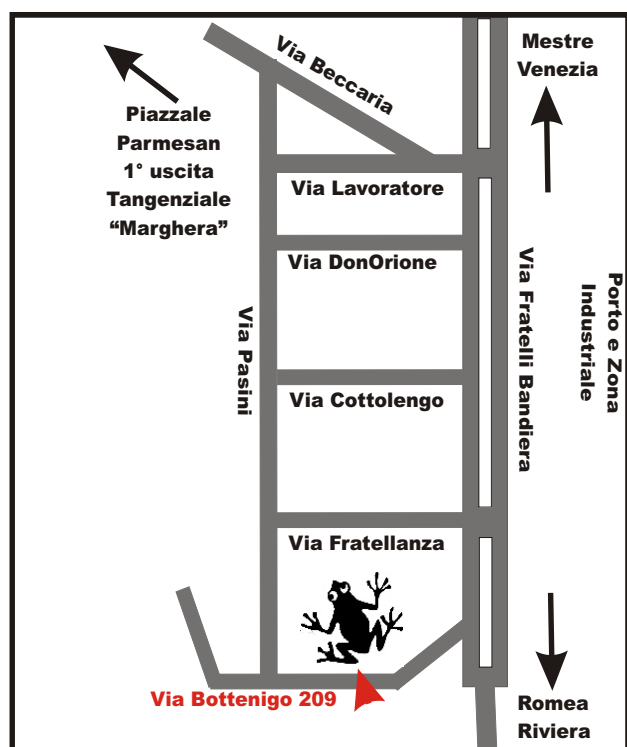 Via Beccaria
Mestre
Venezia
Piazzale
Parmesan
1° uscita
Tangenziale
“Marghera”
Via Lavoratore
Via DonOrione
Via Pasini
Via Fratelli Bandiera
Porto e Zona
Industriale
Via Cottolengo
Via Fratellanza
Via Bottenigo 209
Romea
Riviera